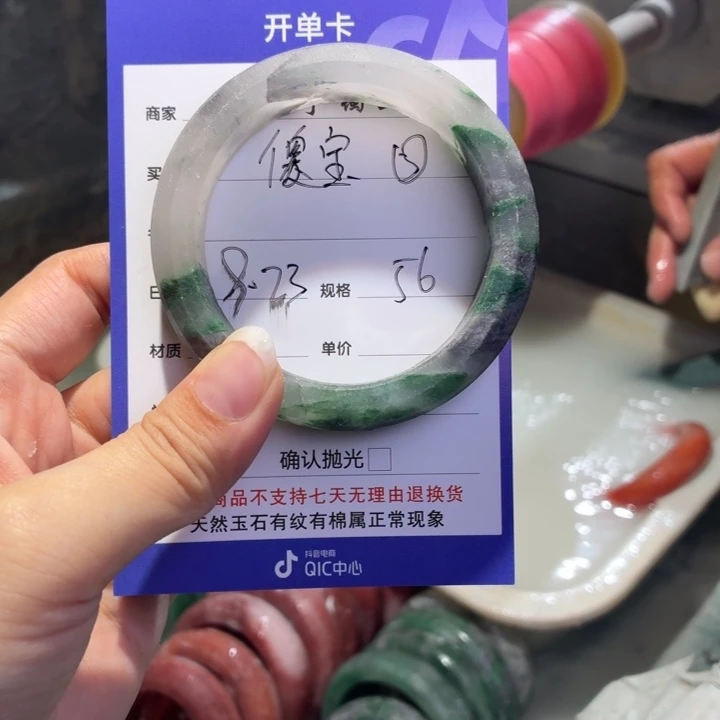 开单卡
商家
买
傻宝 圆
日
8.23 规格 56
材质 单价
确认抛光
商品不支持七天无理由退换货
天然玉石有纹有棉属正常现象
抖音电商
QIC中心